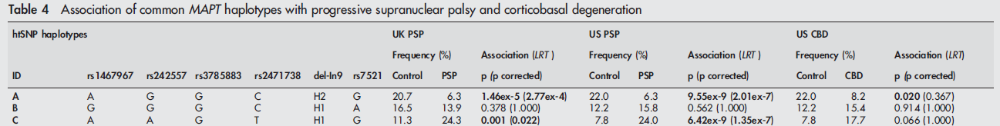 Table 4 Association of common MAPT haplotypes with progressive supranuclear palsy and corticobasal degeneration
htSNP haplotypes UK PSP US PSP US CBD
Frequency (%) Association (LRT ) Frequency (%) Association (LRT ) Frequency (%) Association (LRT)
ID rs1467967 rs242557 rs3785883 rs2471738 del-In9 rs7521 Control PSP p (p corrected) Control PSP p (p corrected) Control CBD p (p corrected)
A A G G C H2 G 20.7 6.3 1.46ex-5 (2.77ex-4) 22.0 6.3 9.55ex-9 (2.01ex-7) 22.0 8.2 0.020 (0.367)
B G G G C H1 A 16.5 13.9 0.378 (1.000) 12.2 15.8 0.562 (1.000) 12.2 15.4 0.914 (1.000)
C A A G T H1 G 11.3 24.3 0.001 (0.022) 7.8 24.0 6.42ex-9 (1.35ex-7) 7.8 17.7 0.066 (1.000)